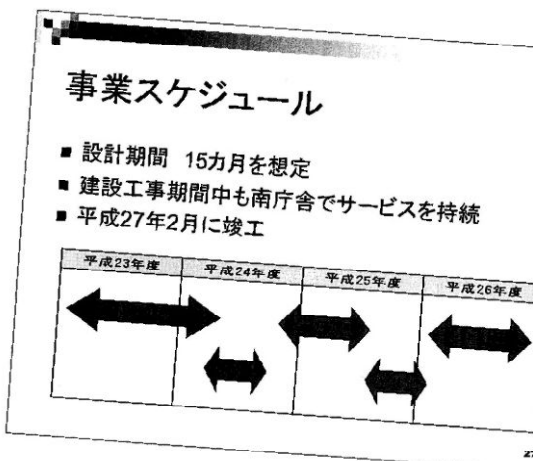 事業スケジュール
■ 設計期間 15カ月を想定
■ 建設工事期間中も南庁舎でサービスを持続
■ 平成27年2月に竣工
平成23年度 平成24年度 平成25年度 平成26年度